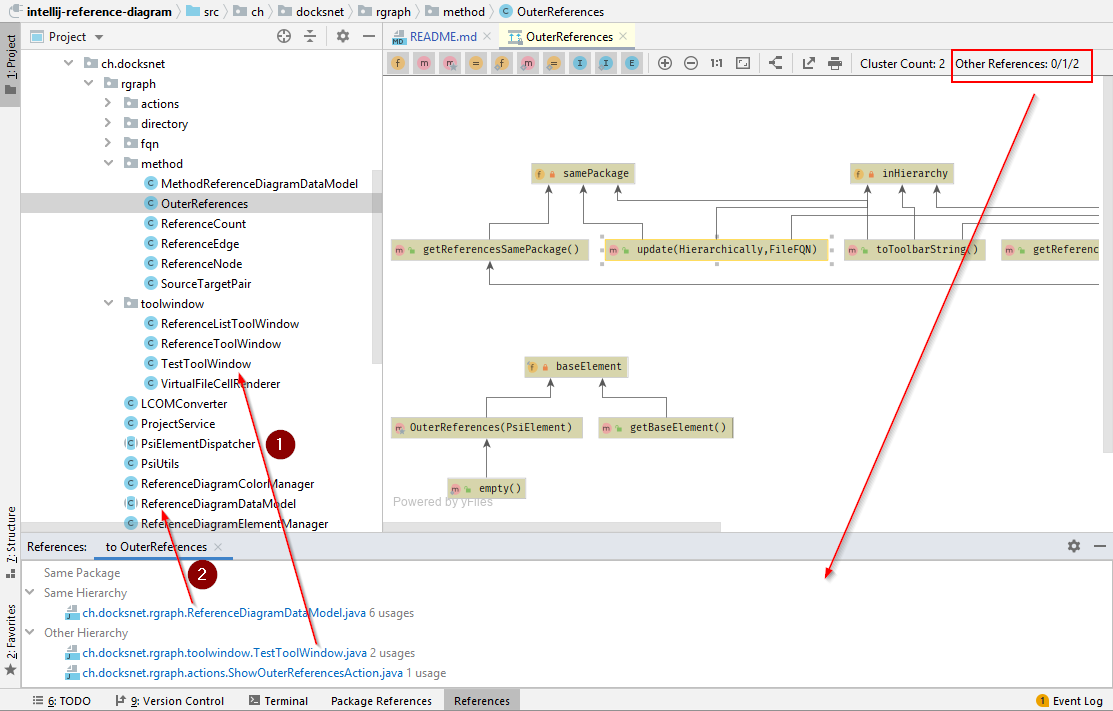 intellij-reference-diagram src ch docksnet rgraph method OuterReferences
1: Project
Project
ch.docksnet
rgraph
actions
directory
fqn
method
MethodReferenceDiagramDataModel
OuterReferences
ReferenceCount
ReferenceEdge
ReferenceNode
SourceTargetPair
toolwindow
ReferenceListToolWindow
ReferenceToolWindow
TestToolWindow
VirtualFileCellRenderer
LCOMConverter
ProjectService
PsiElementDispatcher
PsiUtils
ReferenceDiagramColorManager
ReferenceDiagramDataModel
ReferenceDiagramElementManager
1
2
README.md OuterReferences
1:1 Cluster Count: 2 Other References: 0/1/2
samePackage inHierarchy
getReferencesSamePackage() update(Hierarchically,FileFQN) toToolbarString() getReferenc
baseElement
OuterReferences(PsiElement) getBaseElement()
empty()
Powered by yFiles
Z: Structure
2: Favorites
References: to OuterReferences
Same Package
Same Hierarchy
ch.docksnet.rgraph.ReferenceDiagramDataModel.java 6 usages
Other Hierarchy
ch.docksnet.rgraph.toolwindow.TestToolWindow.java 2 usages
ch.docksnet.rgraph.actions.ShowOuterReferencesAction.java 1 usage
6: TODO 9: Version Control Terminal Package References References 1 Event Log